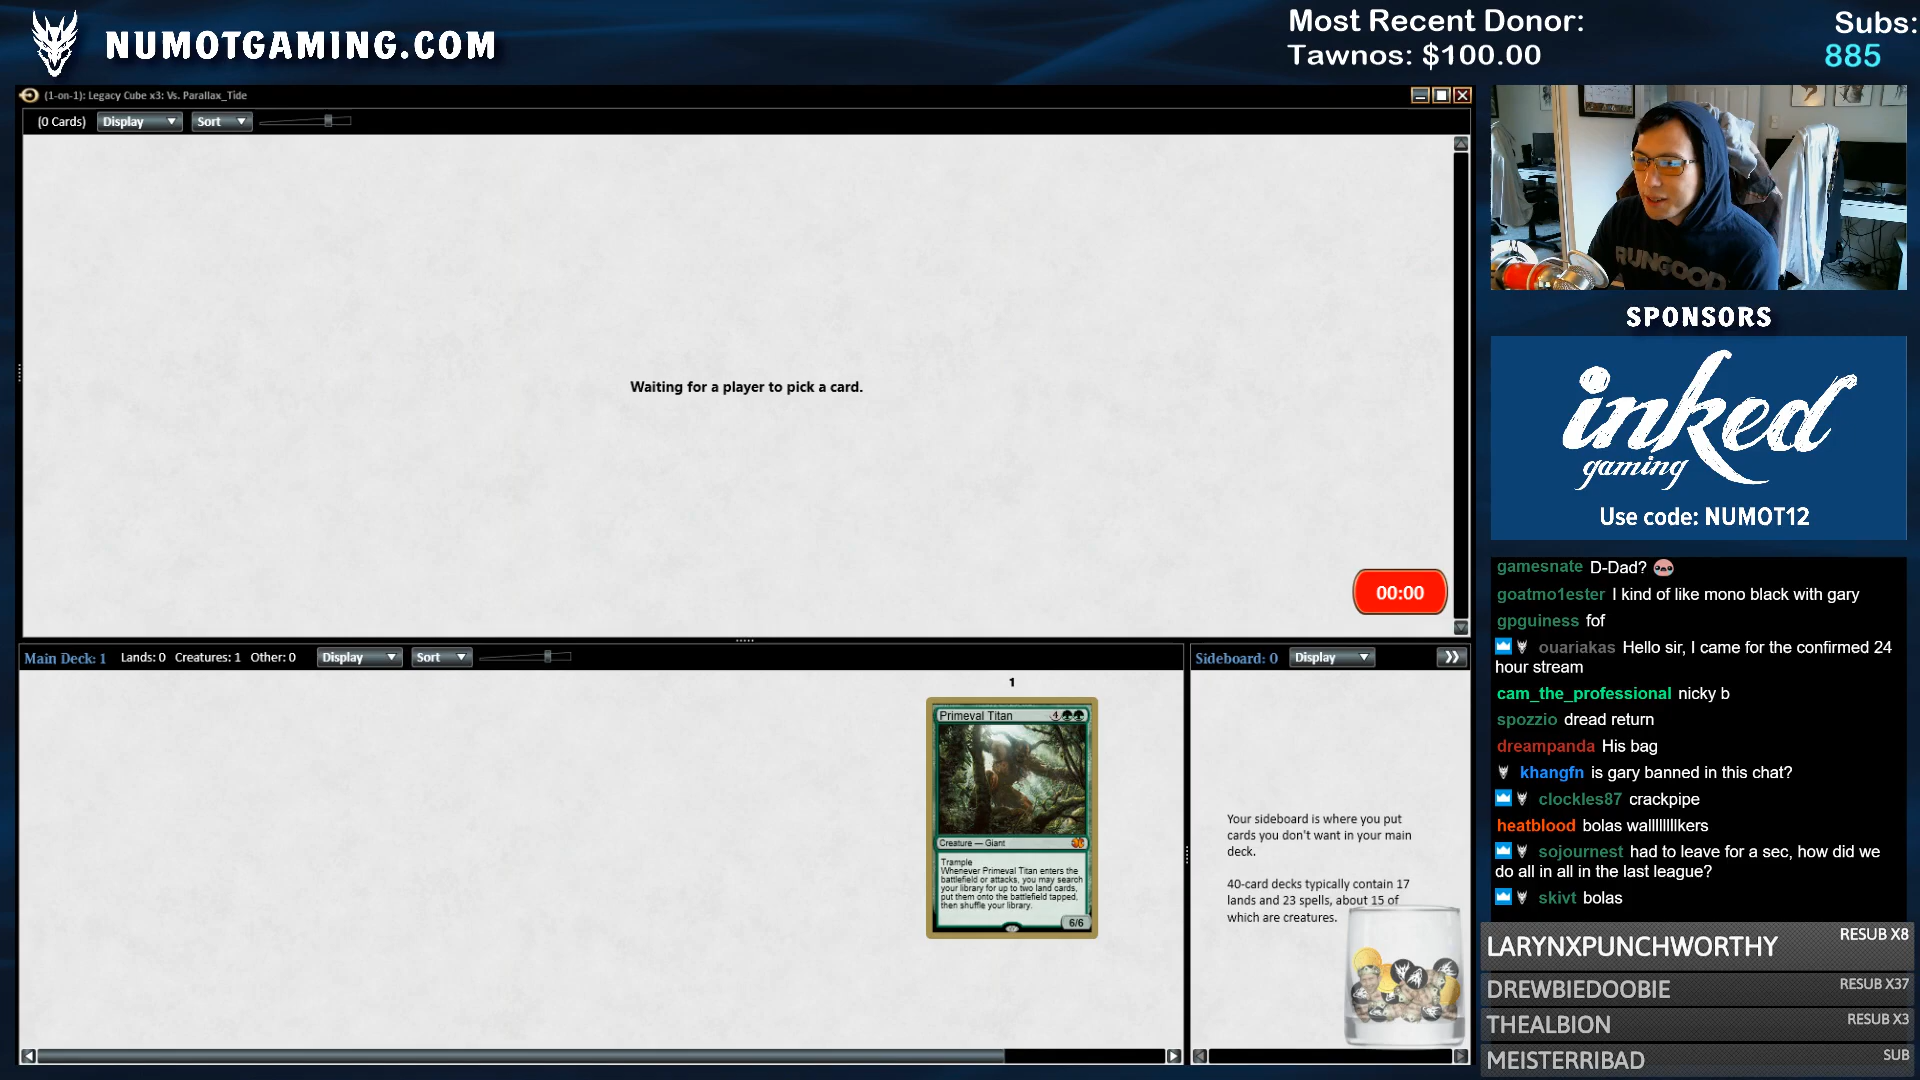 NUMOTGAMING.COM
Most Recent Donor:
Tawnos: $100.00
Subs:
885
(1-on-1): Legacy Cube x3: Vs. Parallax_Tide
(0 Cards) Display Sort
Waiting for a player to pick a card.
00:00
RUNGOOD
SPONSORS
inked
gaming
Use code: NUMOT12
gamesnate D-Dad?
goatmo1ester I kind of like mono black with gary
gpguiness fof
ouariakas Hello sir, I came for the confirmed 24
hour stream
cam_the_professional nicky b
spozzio dread return
dreampanda His bag
khangfn is gary banned in this chat?
clockles87 crackpipe
heatblood bolas wallllllllkers
sojournest had to leave for a sec, how did we
do all in all in the last league?
skivt bolas
LARYNXPUNCHWORTHY RESUB X8
DREWBIEDOOBIE RESUB X37
THEALBION RESUB X3
MEISTERRIBAD SUB
Main Deck: 1 Lands: 0 Creatures: 1 Other: 0 Display Sort
1
Primeval Titan 4
Creature — Giant
Trample
Whenever Primeval Titan enters the
battlefield or attacks, you may search
your library for up to two land cards,
put them onto the battlefield tapped,
then shuffle your library.
6/6
Sideboard: 0 Display
Your sideboard is where you put
cards you don't want in your main
deck.
40-card decks typically contain 17
lands and 23 spells, about 15 of
which are creatures.